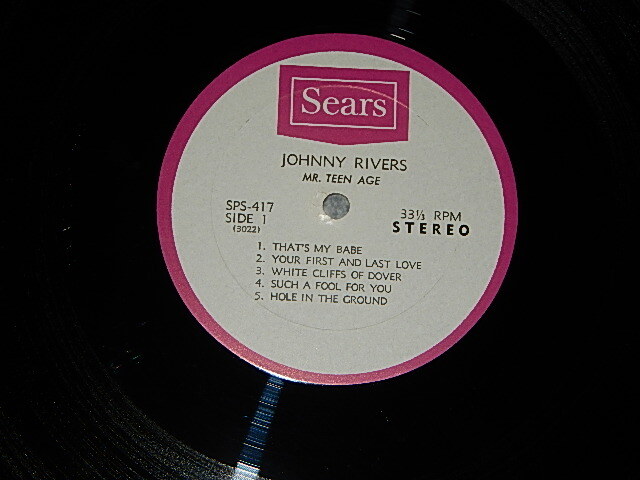 Sears
JOHNNY RIVERS
MR. TEEN AGE
SPS-417
SIDE 1
(3022)
33⅓ RPM
STEREO
1. THAT'S MY BABE
2. YOUR FIRST AND LAST LOVE
3. WHITE CLIFFS OF DOVER
4. SUCH A FOOL FOR YOU
5. HOLE IN THE GROUND